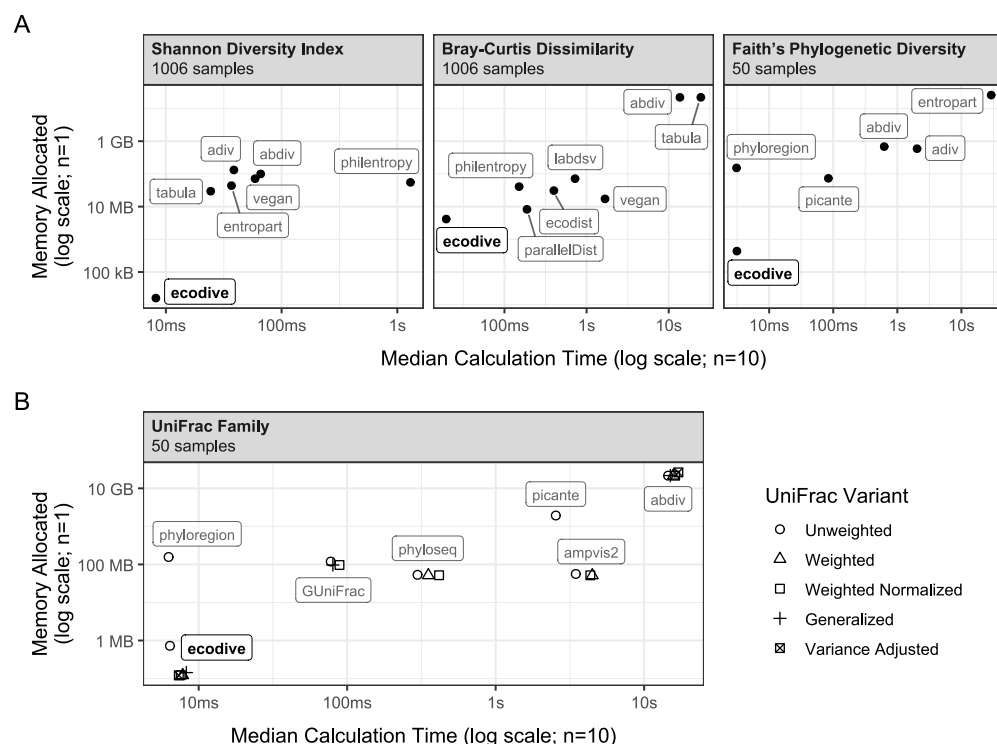 A
Shannon Diversity Index
1006 samples
Bray-Curtis Dissimilarity
1006 samples
Faith's Phylogenetic Diversity
50 samples
Memory Allocated
(log scale; n=1)
1 GB
10 MB
100 kB
adiv
abdiv
philentropy
tabula
vegan
entropart
ecodive
abdiv
tabula
philentropy
labdsv
vegan
ecodist
ecodive
parallelDist
entropart
abdiv
phyloregion
adiv
picante
ecodive
10ms
100ms
1s
100ms
1s
10s
10ms
100ms
1s
10s
Median Calculation Time (log scale; n=10)
B
UniFrac Family
50 samples
Memory Allocated
(log scale; n=1)
10 GB
100 MB
1 MB
picante
abdiv
phyloregion
phyloseq
ampvis2
GUniFrac
ecodive
10ms
100ms
1s
10s
Median Calculation Time (log scale; n=10)
UniFrac Variant
Unweighted
Weighted
Weighted Normalized
Generalized
Variance Adjusted